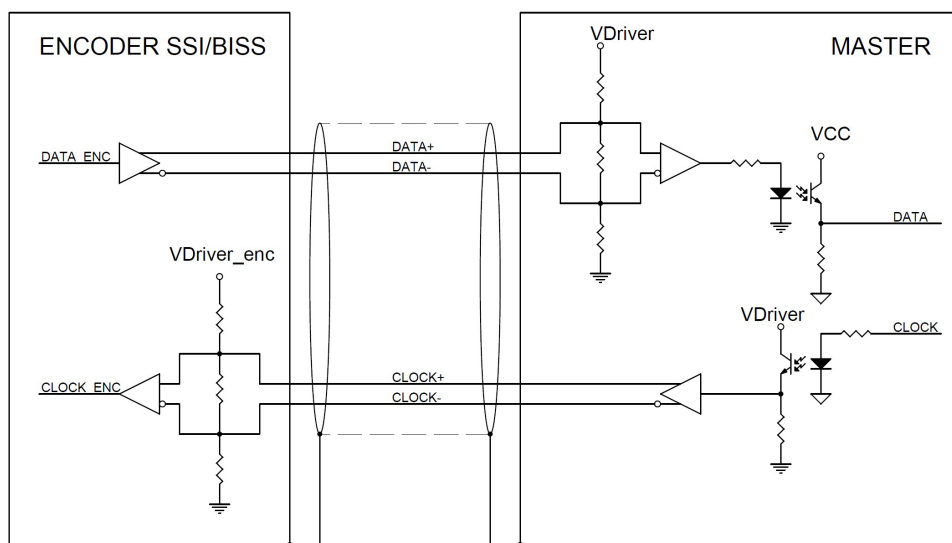 ENCODER SSI/BISS
MASTER
VDriver
VCC
DATA_ENC
DATA+
DATA-
DATA
VDriver_enc
VDriver
CLOCK
CLOCK_ENC
CLOCK+
CLOCK-